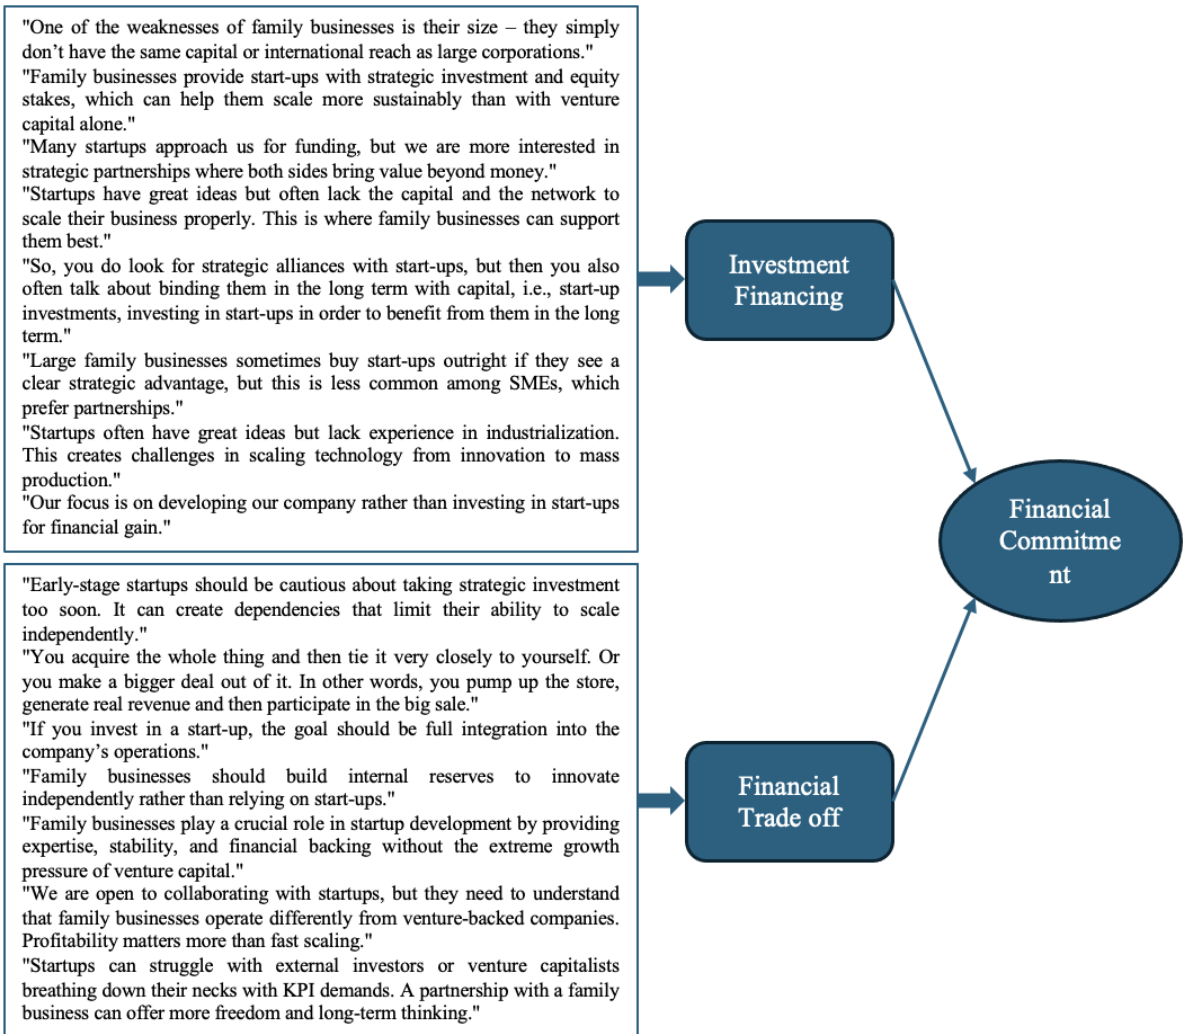 "One of the weaknesses of family businesses is their size – they simply
don’t have the same capital or international reach as large corporations."
"Family businesses provide start-ups with strategic investment and equity
stakes, which can help them scale more sustainably than with venture
capital alone."
"Many startups approach us for funding, but we are more interested in
strategic partnerships where both sides bring value beyond money."
"Startups have great ideas but often lack the capital and the network to
scale their business properly. This is where family businesses can support
them best."
"So, you do look for strategic alliances with start-ups, but then you also
often talk about binding them in the long term with capital, i.e., start-up
investments, investing in start-ups in order to benefit from them in the long
term."
"Large family businesses sometimes buy start-ups outright if they see a
clear strategic advantage, but this is less common among SMEs, which
prefer partnerships."
"Startups often have great ideas but lack experience in industrialization.
This creates challenges in scaling technology from innovation to mass
production."
"Our focus is on developing our company rather than investing in start-ups
for financial gain."
Investment
Financing
"Early-stage startups should be cautious about taking strategic investment
too soon. It can create dependencies that limit their ability to scale
independently."
"You acquire the whole thing and then tie it very closely to yourself. Or
you make a bigger deal out of it. In other words, you pump up the store,
generate real revenue and then participate in the big sale."
"If you invest in a start-up, the goal should be full integration into the
company’s operations."
"Family businesses should build internal reserves to innovate
independently rather than relying on start-ups."
"Family businesses play a crucial role in startup development by providing
expertise, stability, and financial backing without the extreme growth
pressure of venture capital."
"We are open to collaborating with startups, but they need to understand
that family businesses operate differently from venture-backed companies.
Profitability matters more than fast scaling."
"Startups can struggle with external investors or venture capitalists
breathing down their necks with KPI demands. A partnership with a family
business can offer more freedom and long-term thinking."
Financial
Trade off
Financial
Commitme
nt